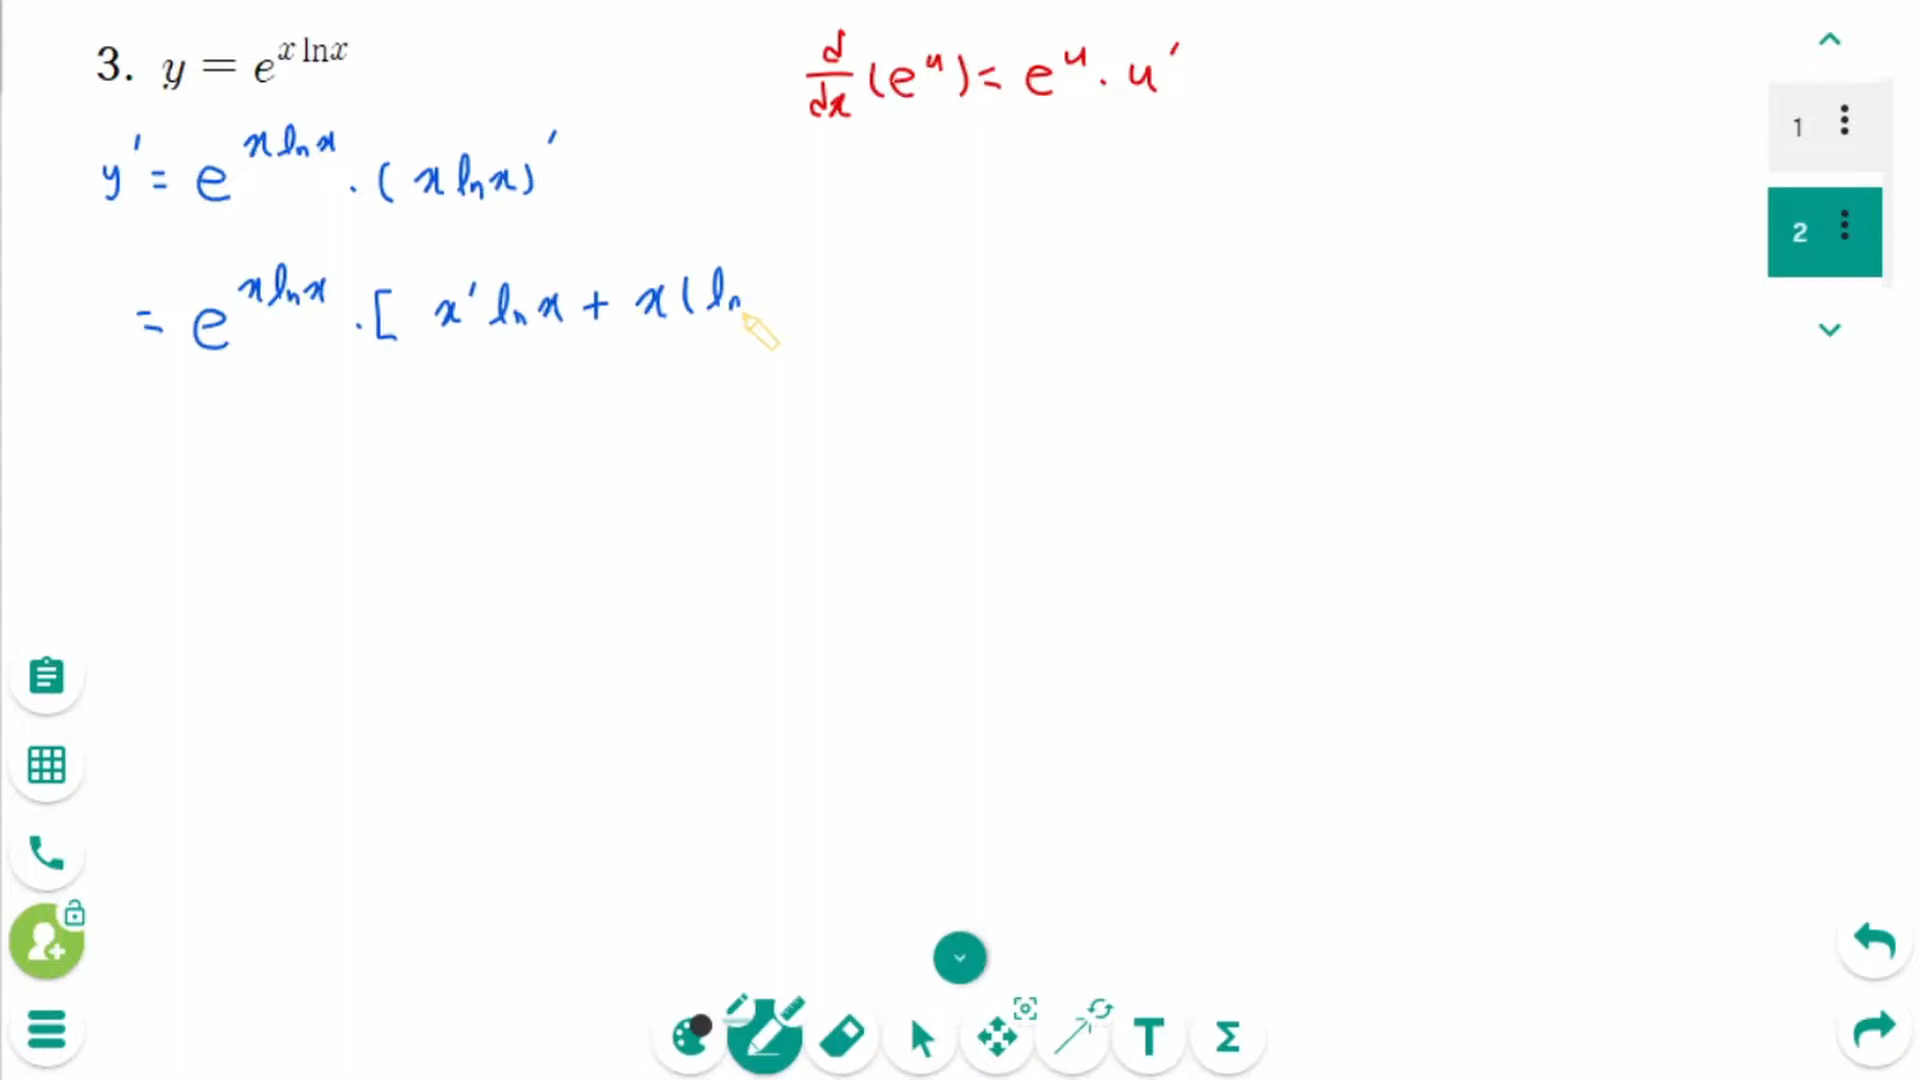 3. y = e^{x ln x}
d/dx (e^u) = e^u · u'
y' = e^{x ln x} · (x ln x)'
= e^{x ln x} · [ x' ln x + x ( ln
1
2
T
Σ